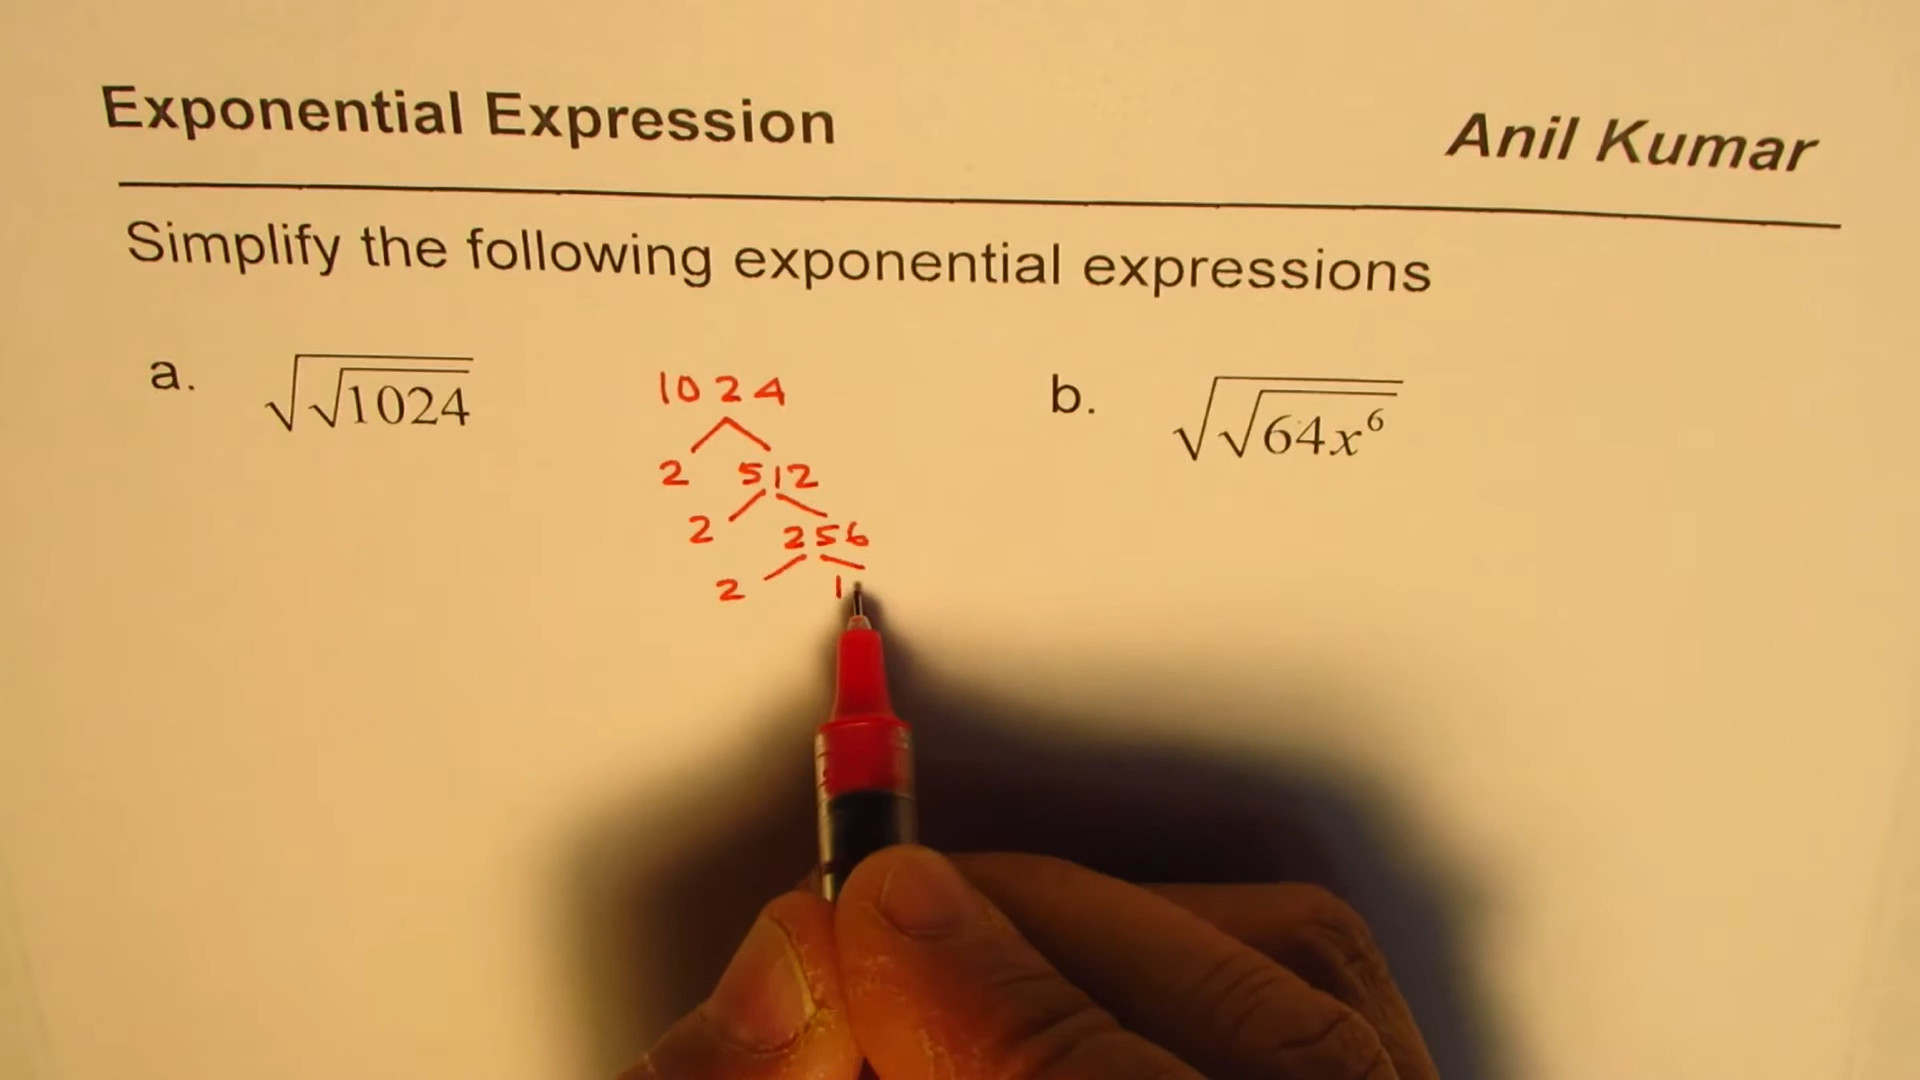 Exponential Expression
Anil Kumar
Simplify the following exponential expressions
a. √√1024
1024
2 512
2 256
2 1
b. √√64x⁶